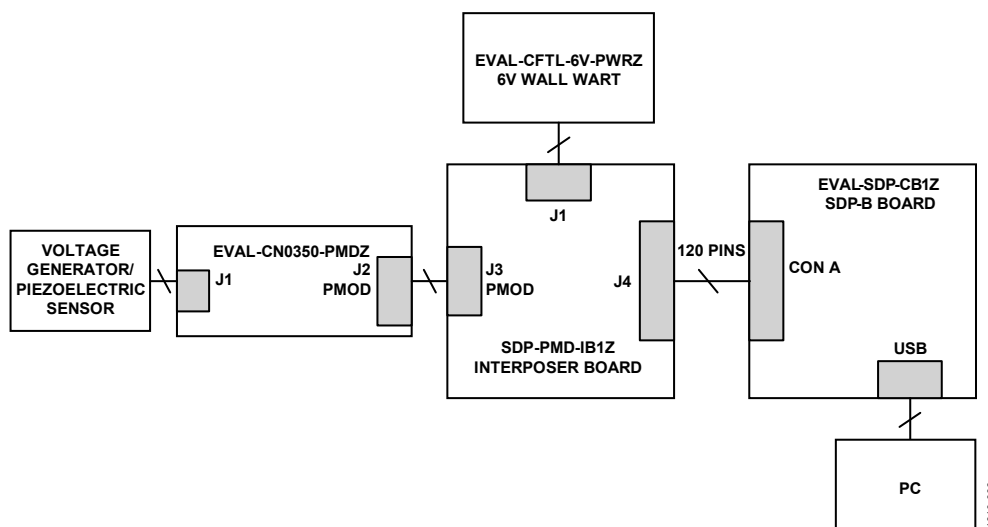 EVAL-CFTL-6V-PWRZ
6V WALL WART
J1
EVAL-SDP-CB1Z
SDP-B BOARD
VOLTAGE
GENERATOR/
PIEZOELECTRIC
SENSOR
J1
EVAL-CN0350-PMDZ
J2
PMOD
J3
PMOD
SDP-PMD-IB1Z
INTERPOSER BOARD
J4
120 PINS
CON A
USB
PC